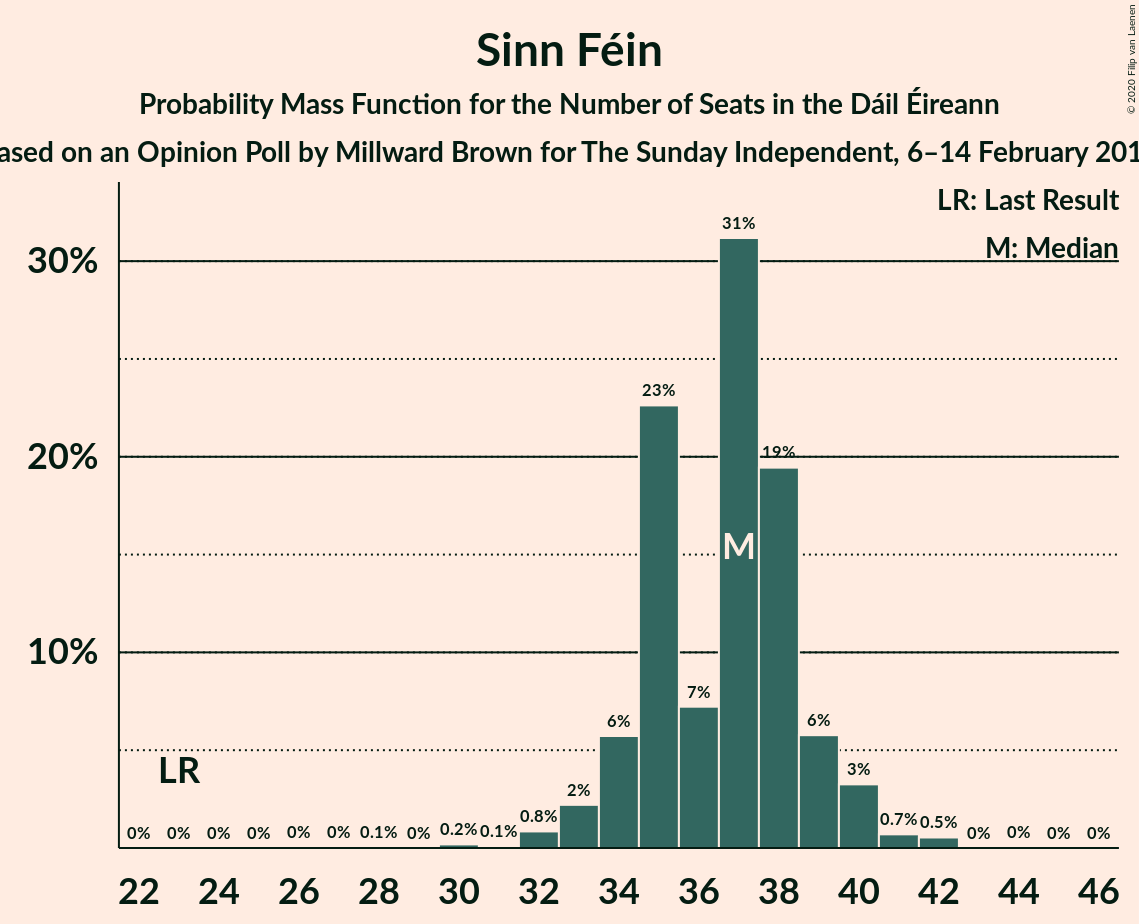 Sinn Féin
Probability Mass Function for the Number of Seats in the Dáil Éireann
ased on an Opinion Poll by Millward Brown for The Sunday Independent, 6–14 February 201
© 2020 Filip van Laenen
LR: Last Result
M: Median
30%
20%
10%
LR
M
0% 0% 0% 0% 0% 0% 0.1% 0% 0.2% 0.1% 0.8% 2% 6% 23% 7% 31% 19% 6% 3% 0.7% 0.5% 0% 0% 0% 0%
22 24 26 28 30 32 34 36 38 40 42 44 46